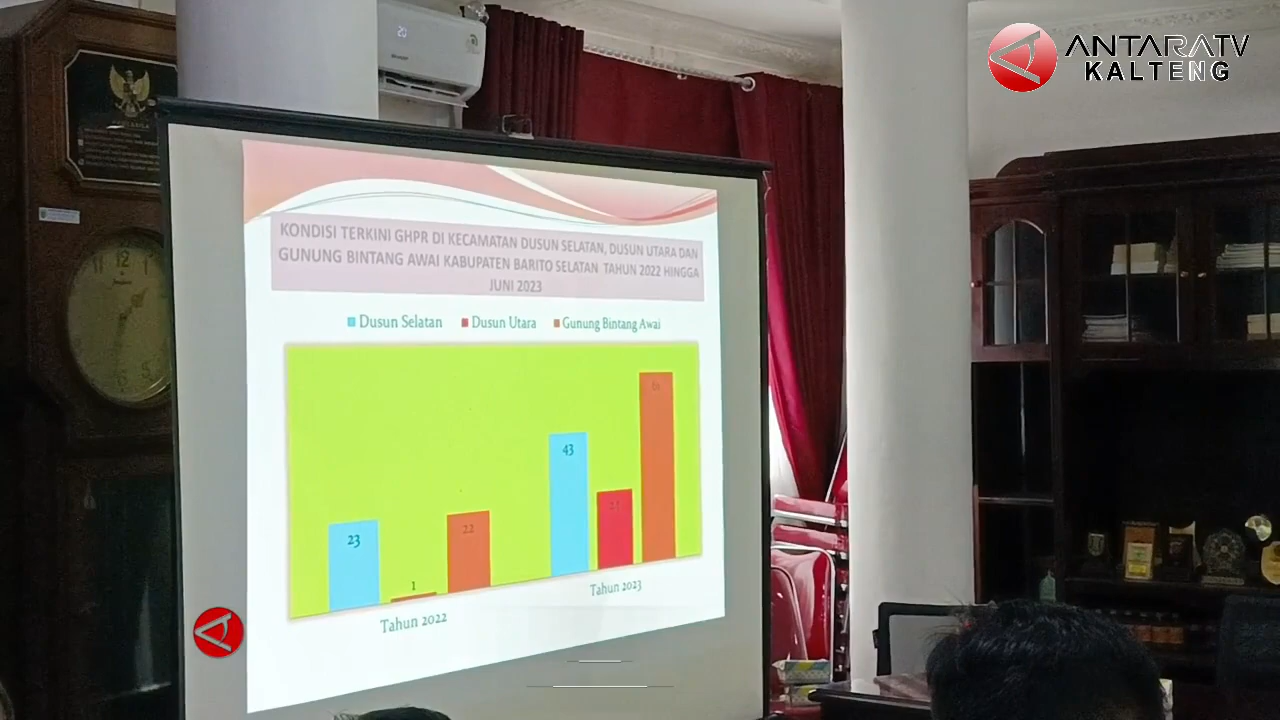 ANTARATV
KALTENG
KONDISI TERKINI GHPR DI KECAMATAN DUSUN SELATAN, DUSUN UTARA DAN
GUNUNG BINTANG AWAI KABUPATEN BARITO SELATAN TAHUN 2022 HINGGA
JUNI 2023
Dusun Selatan Dusun Utara Gunung Bintang Awai
43
23 1 22
Tahun 2022 Tahun 2023
12